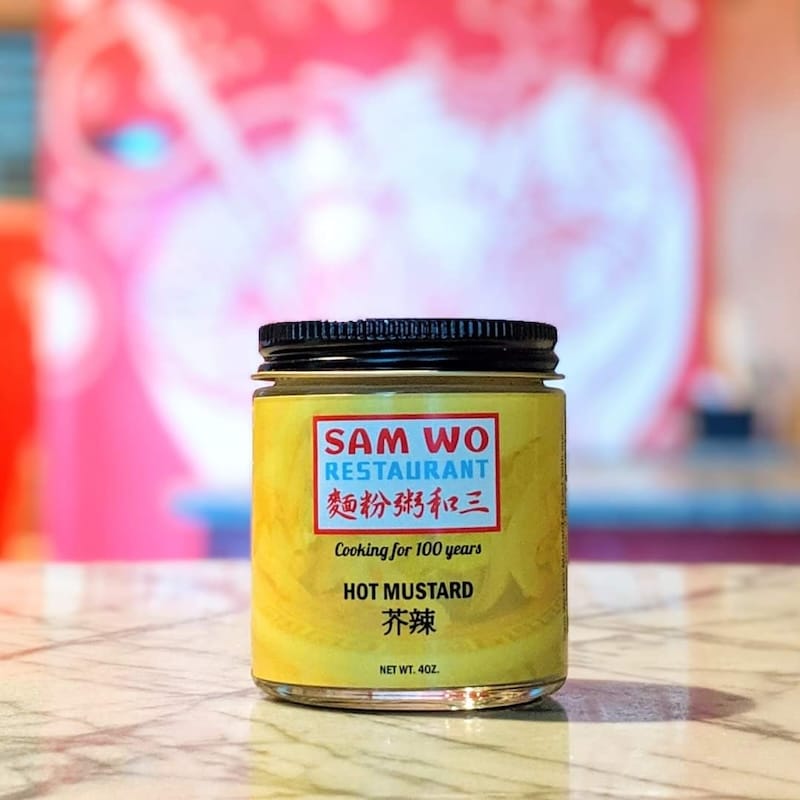 SAM WO
RESTAURANT
麵粉粥和三
Cooking for 100 years
HOT MUSTARD
芥辣
NET WT. 4OZ.